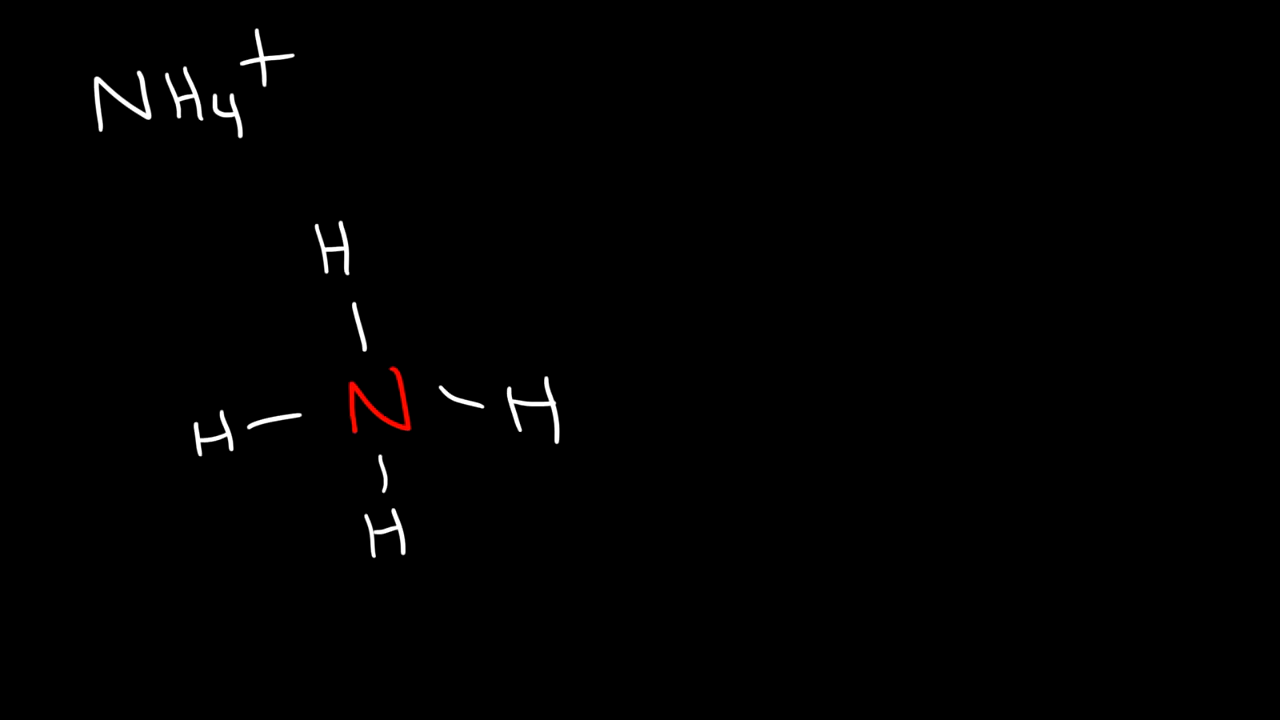 NH4+
H
H – N – H
H